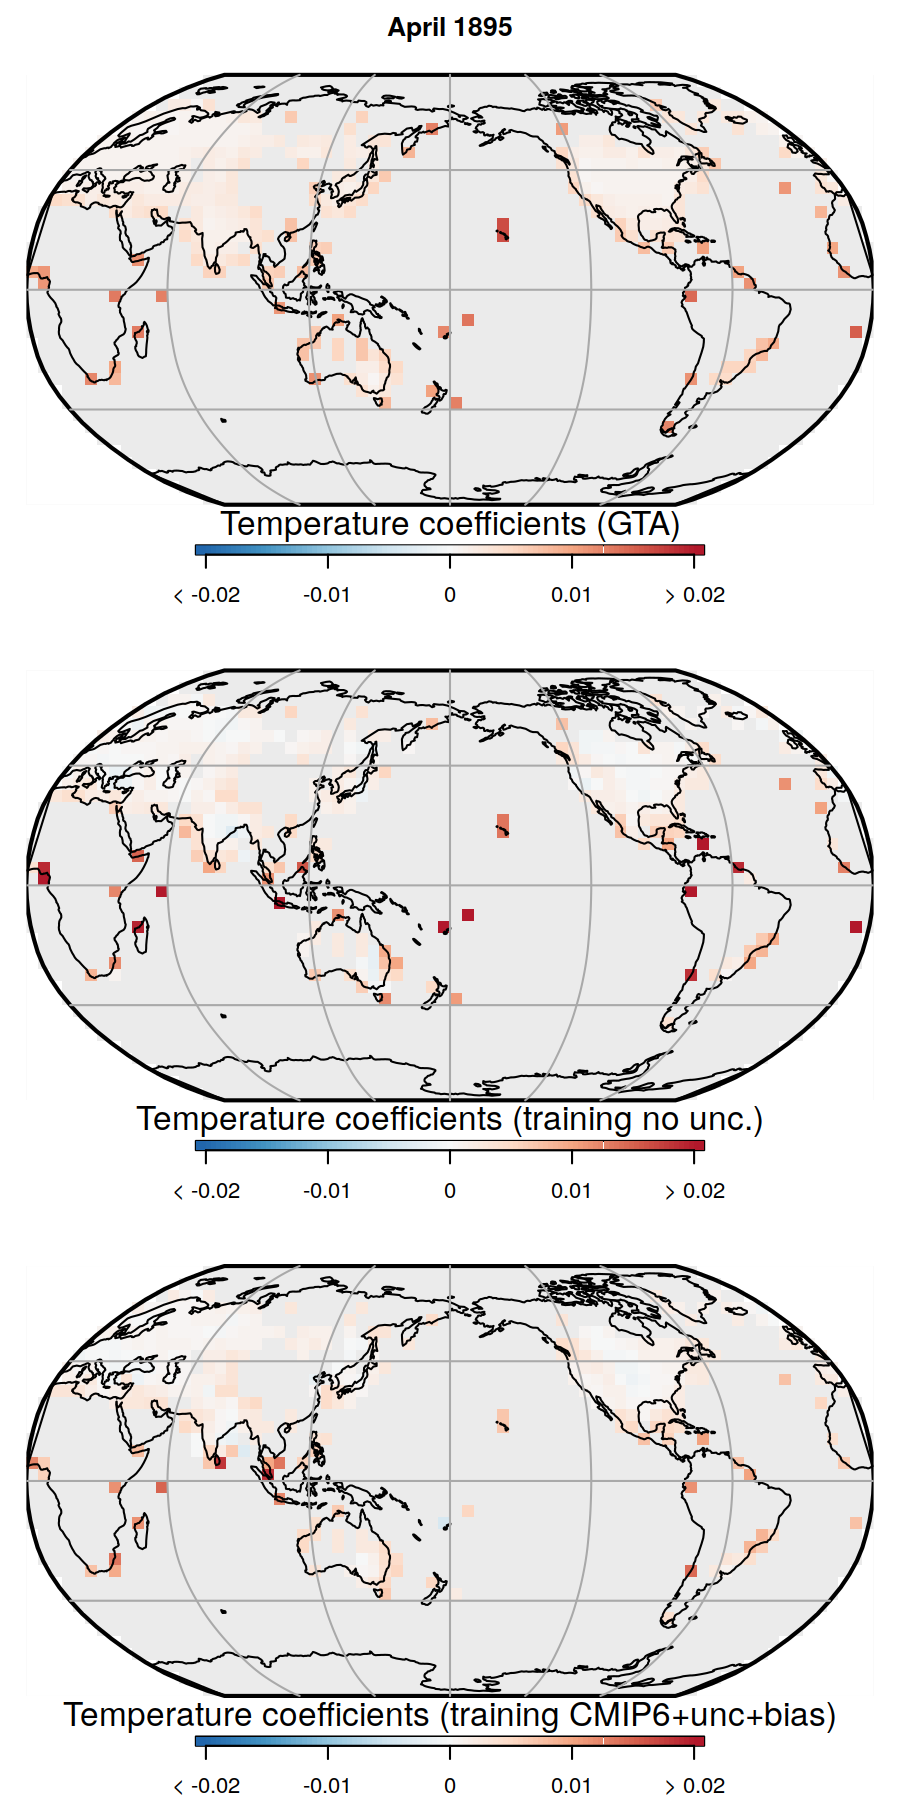 April 1895
Temperature coefficients (GTA)
< -0.02 -0.01 0 0.01 > 0.02
Temperature coefficients (training no unc.)
< -0.02 -0.01 0 0.01 > 0.02
Temperature coefficients (training CMIP6+unc+bias)
< -0.02 -0.01 0 0.01 > 0.02